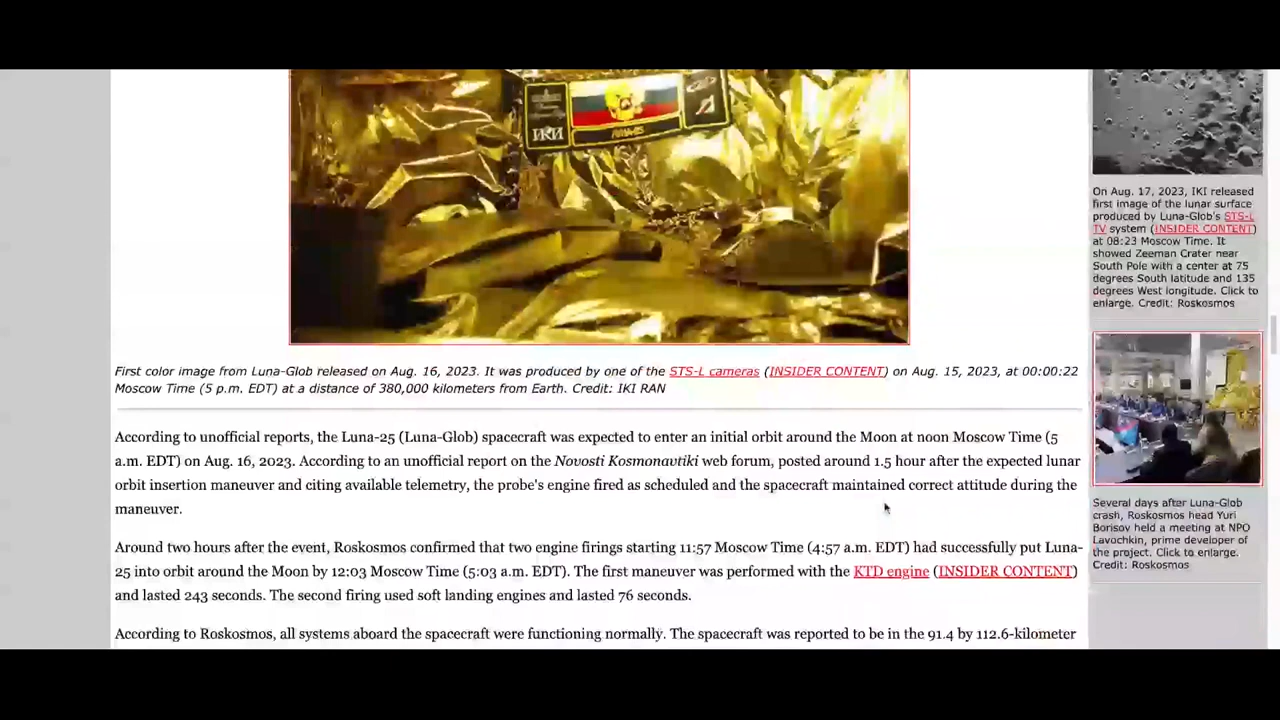 ИКИ
ЛУНА-25
First color image from Luna-Glob released on Aug. 16, 2023. It was produced by one of the STS-L cameras (INSIDER CONTENT) on Aug. 15, 2023, at 00:00:22
Moscow Time (5 p.m. EDT) at a distance of 380,000 kilometers from Earth. Credit: IKI RAN
According to unofficial reports, the Luna-25 (Luna-Glob) spacecraft was expected to enter an initial orbit around the Moon at noon Moscow Time (5
a.m. EDT) on Aug. 16, 2023. According to an unofficial report on the Novosti Kosmonavtiki web forum, posted around 1.5 hour after the expected lunar
orbit insertion maneuver and citing available telemetry, the probe's engine fired as scheduled and the spacecraft maintained correct attitude during the
maneuver.
Around two hours after the event, Roskosmos confirmed that two engine firings starting 11:57 Moscow Time (4:57 a.m. EDT) had successfully put Luna-
25 into orbit around the Moon by 12:03 Moscow Time (5:03 a.m. EDT). The first maneuver was performed with the KTD engine (INSIDER CONTENT)
and lasted 243 seconds. The second firing used soft landing engines and lasted 76 seconds.
According to Roskosmos, all systems aboard the spacecraft were functioning normally. The spacecraft was reported to be in the 91.4 by 112.6-kilometer
On Aug. 17, 2023, IKI released
first image of the lunar surface
produced by Luna-Glob's STS-L
TV system (INSIDER CONTENT)
at 08:23 Moscow Time. It
showed Zeeman Crater near
South Pole with a center at 75
degrees South latitude and 135
degrees West longitude. Click to
enlarge. Credit: Roskosmos
Several days after Luna-Glob
crash, Roskosmos head Yuri
Borisov held a meeting at NPO
Lavochkin, prime developer of
the project. Click to enlarge.
Credit: Roskosmos